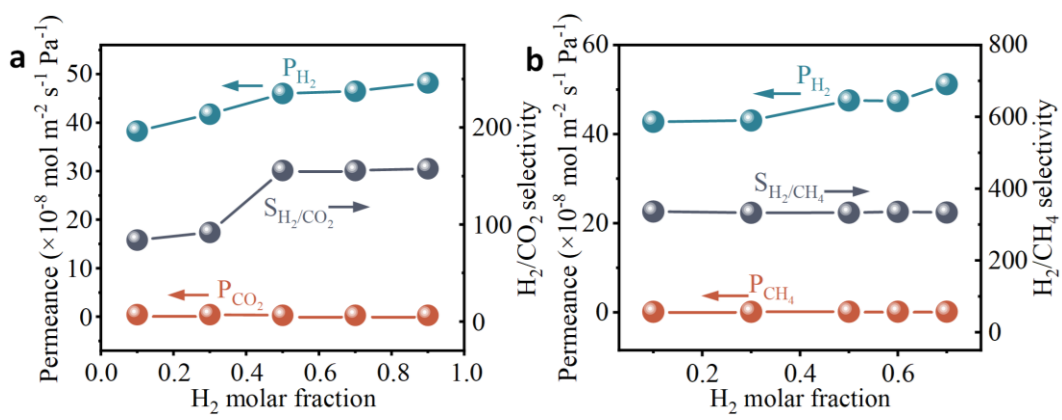 a
Permeance (×10⁻⁸ mol m⁻² s⁻¹ Pa⁻¹)
50
40
30
20
10
0
P_H₂
S_H₂/CO₂
P_CO₂
200
100
0
H₂/CO₂ selectivity
0.0 0.2 0.4 0.6 0.8 1.0
H₂ molar fraction
b
Permeance (×10⁻⁸ mol m⁻² s⁻¹ Pa⁻¹)
60
40
20
0
P_H₂
S_H₂/CH₄
P_CH₄
800
600
400
200
0
H₂/CH₄ selectivity
0.2 0.4 0.6
H₂ molar fraction